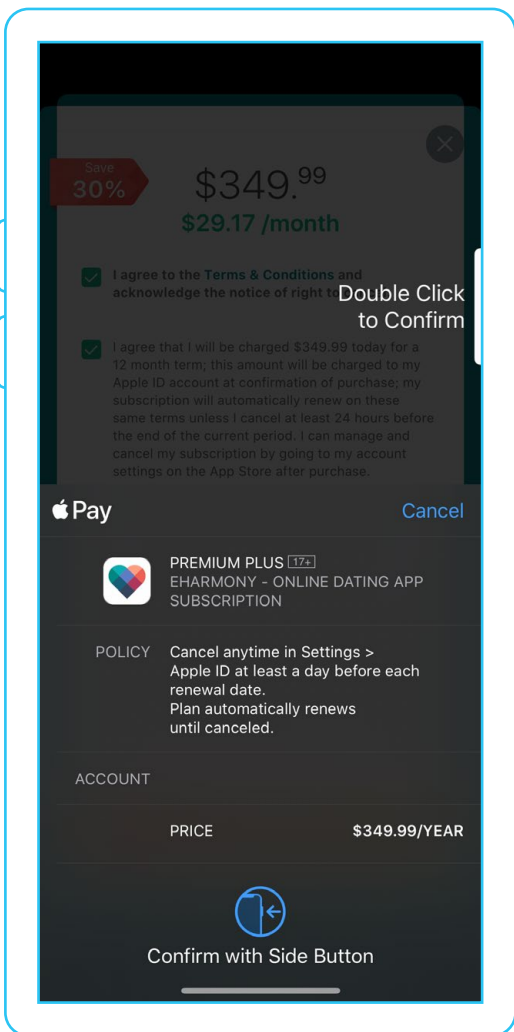 Save
30%
$349.99
$29.17 /month
I agree to the Terms & Conditions and
acknowledge the notice of right to
Double Click
to Confirm
I agree that I will be charged $349.99 today for a
12 month term; this amount will be charged to my
Apple ID account at confirmation of purchase; my
subscription will automatically renew on these
same terms unless I cancel at least 24 hours before
the end of the current period. I can manage and
cancel my subscription by going to my account
settings on the App Store after purchase.
Pay
Cancel
PREMIUM PLUS 17+
EHARMONY - ONLINE DATING APP
SUBSCRIPTION
POLICY
Cancel anytime in Settings >
Apple ID at least a day before each
renewal date.
Plan automatically renews
until canceled.
ACCOUNT
PRICE $349.99/YEAR
Confirm with Side Button